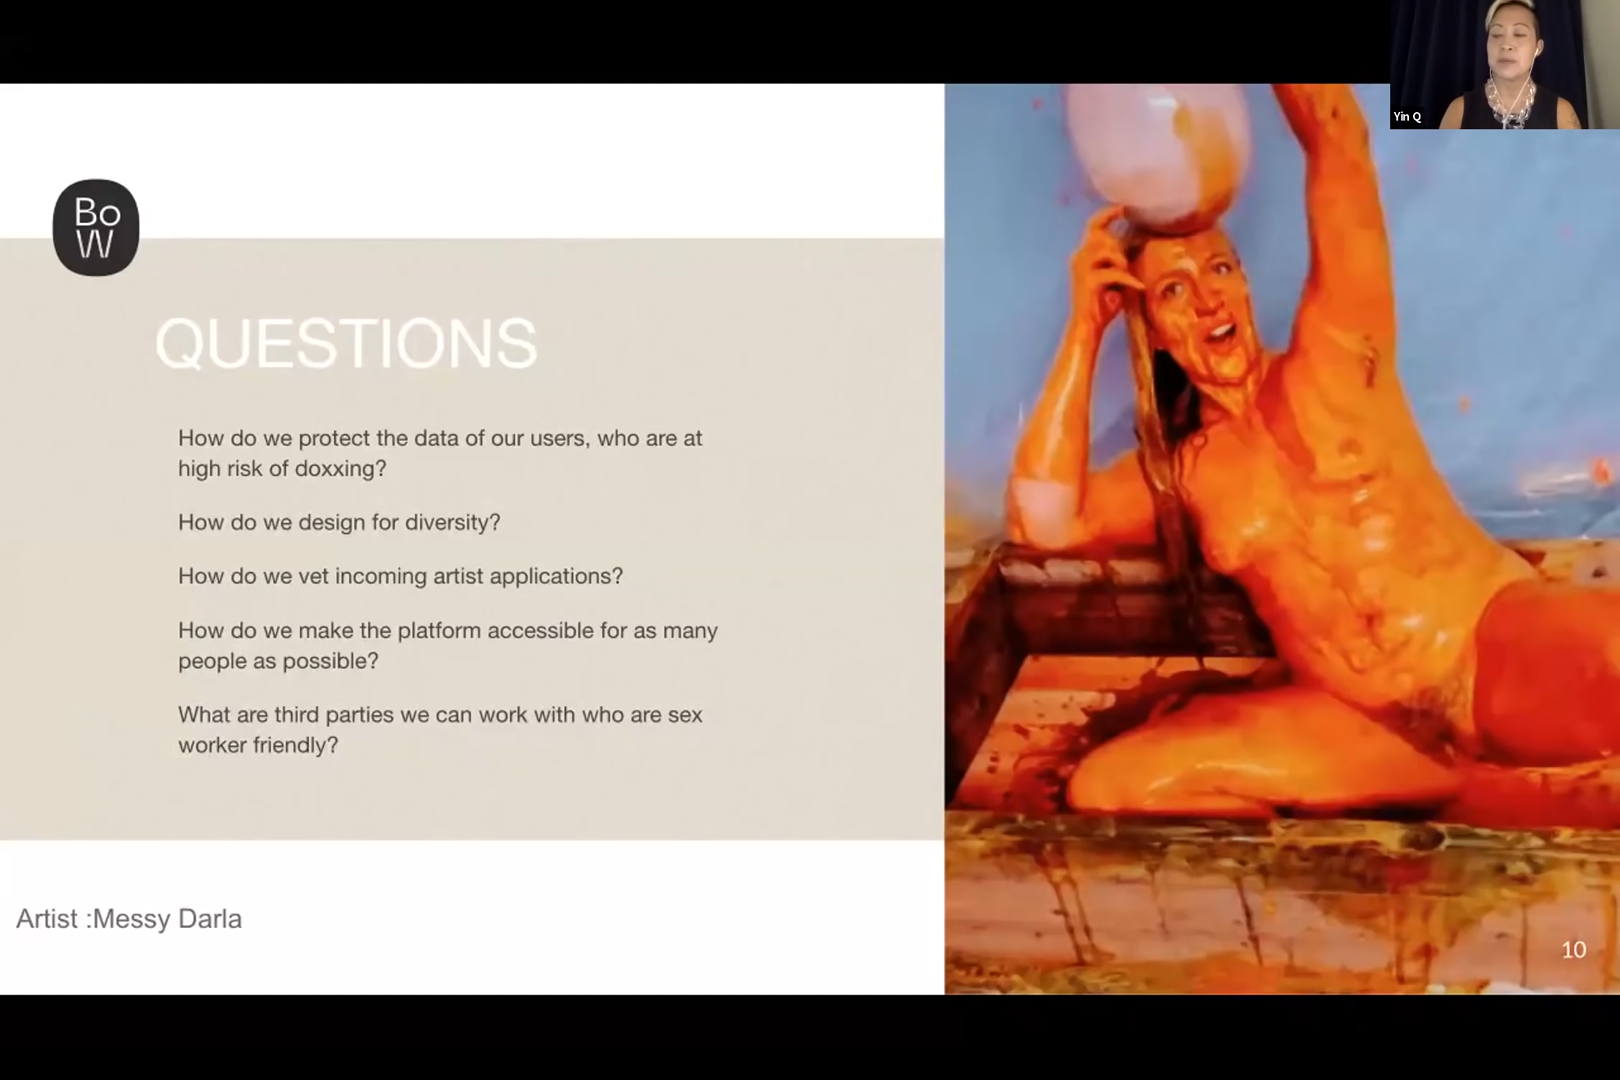 Yin Q
Bo
W
QUESTIONS
How do we protect the data of our users, who are at
high risk of doxxing?
How do we design for diversity?
How do we vet incoming artist applications?
How do we make the platform accessible for as many
people as possible?
What are third parties we can work with who are sex
worker friendly?
Artist :Messy Darla
10